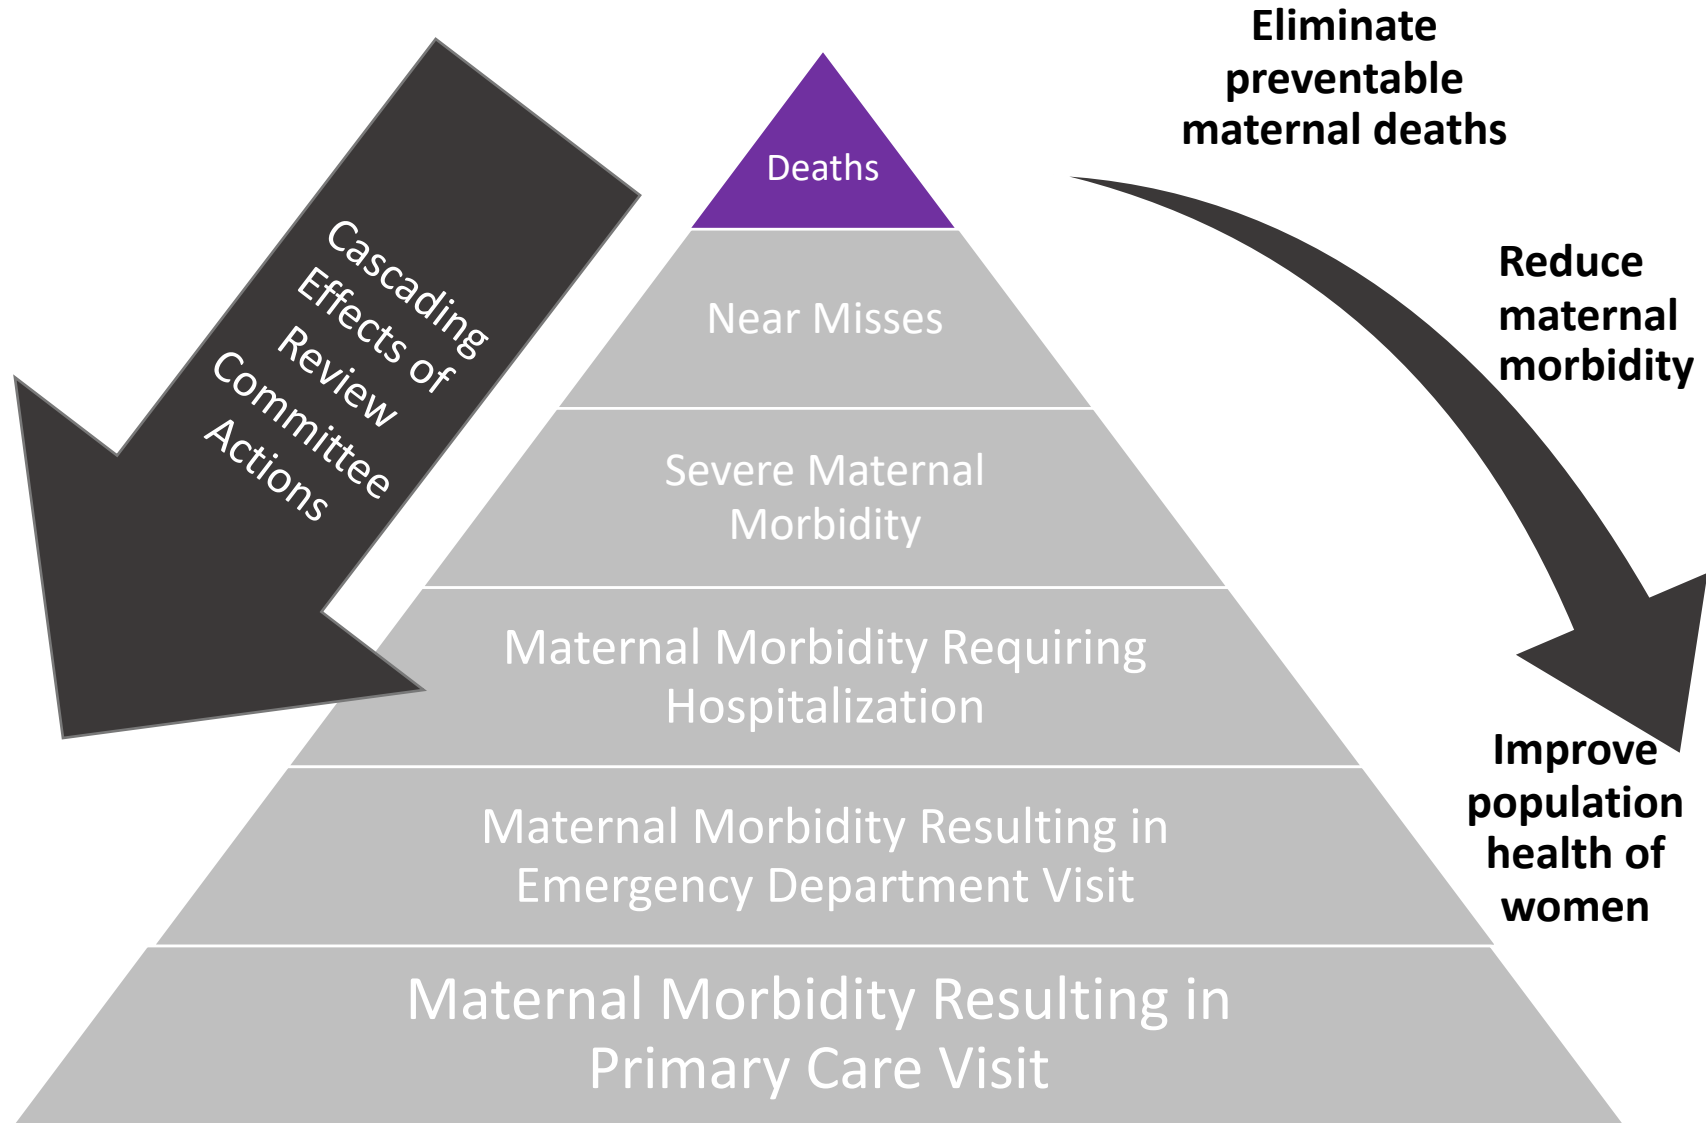 Eliminate
preventable
maternal deaths
Deaths
Cascading
Effects of
Review
Committee
Actions
Near Misses
Reduce
maternal
morbidity
Severe Maternal
Morbidity
Maternal Morbidity Requiring
Hospitalization
Improve
population
health of
women
Maternal Morbidity Resulting in
Emergency Department Visit
Maternal Morbidity Resulting in
Primary Care Visit